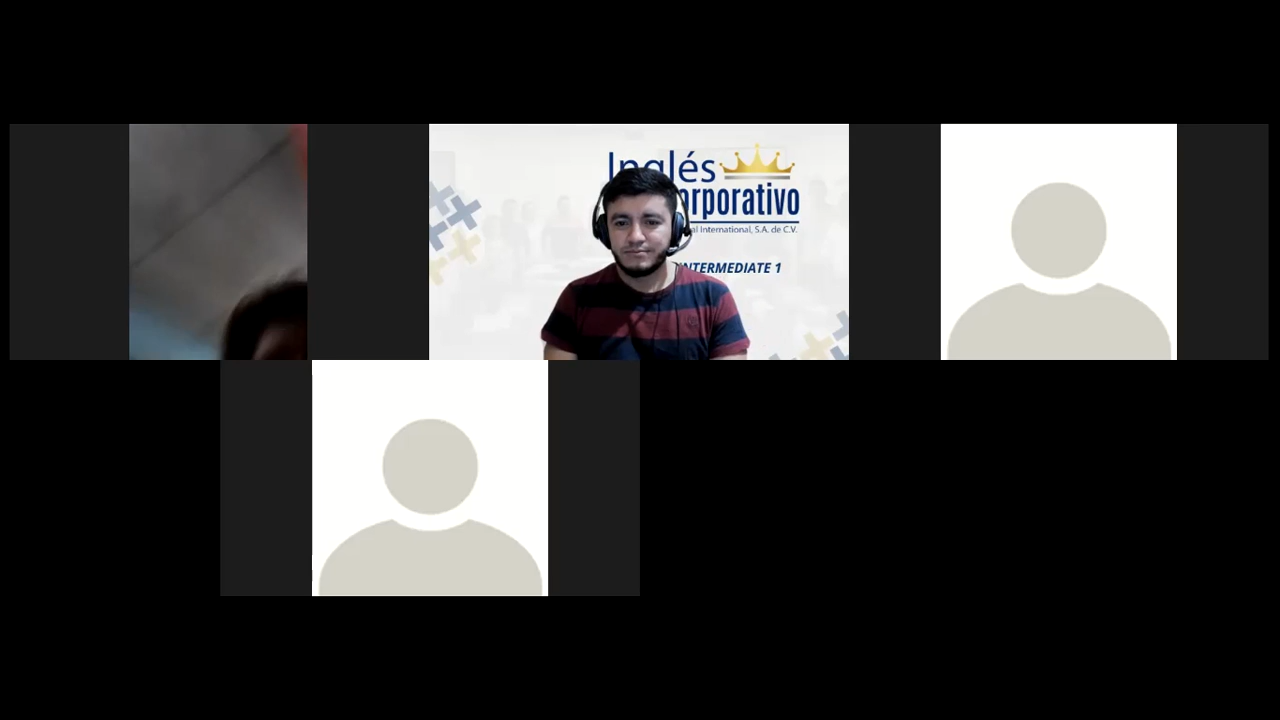 Inglés
orporativo
al International, S.A. de C.V.
INTERMEDIATE 1